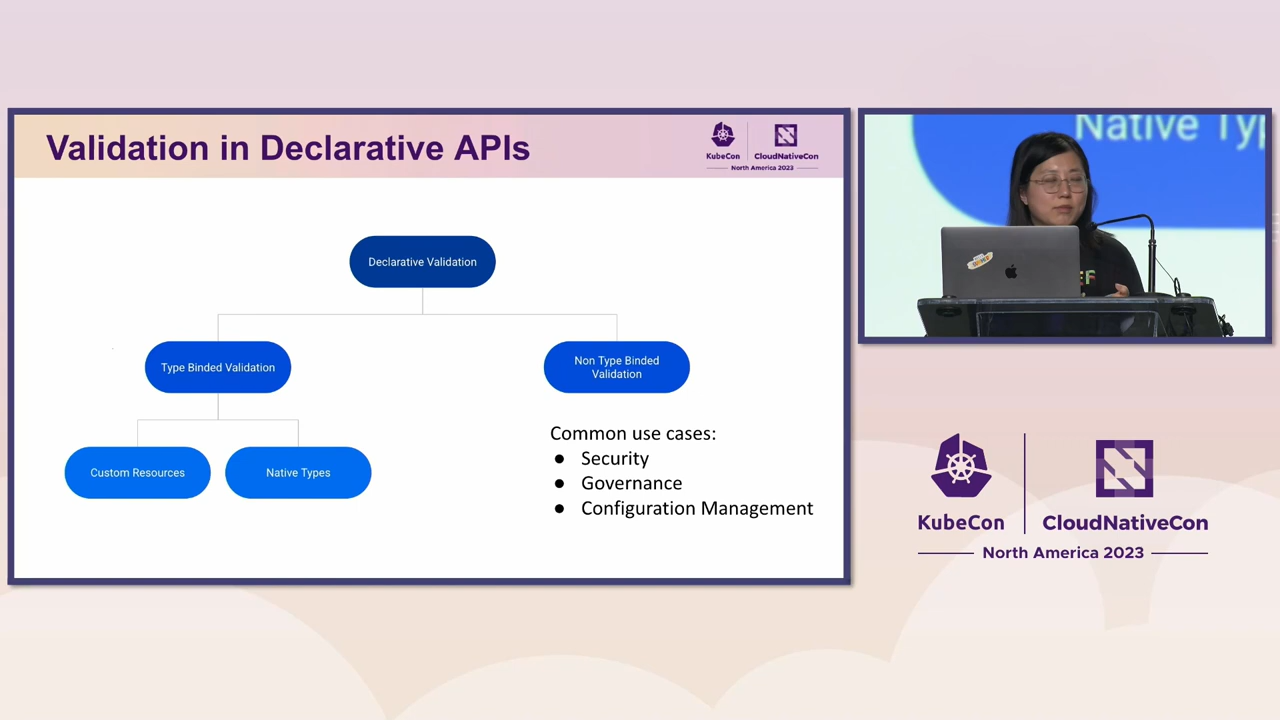 Validation in Declarative APIs
KubeCon
CloudNativeCon
North America 2023
Declarative Validation
Type Binded Validation
Non Type Binded
Validation
Custom Resources
Native Types
Common use cases:
● Security
● Governance
● Configuration Management
Native Typ
KubeCon
CloudNativeCon
North America 2023